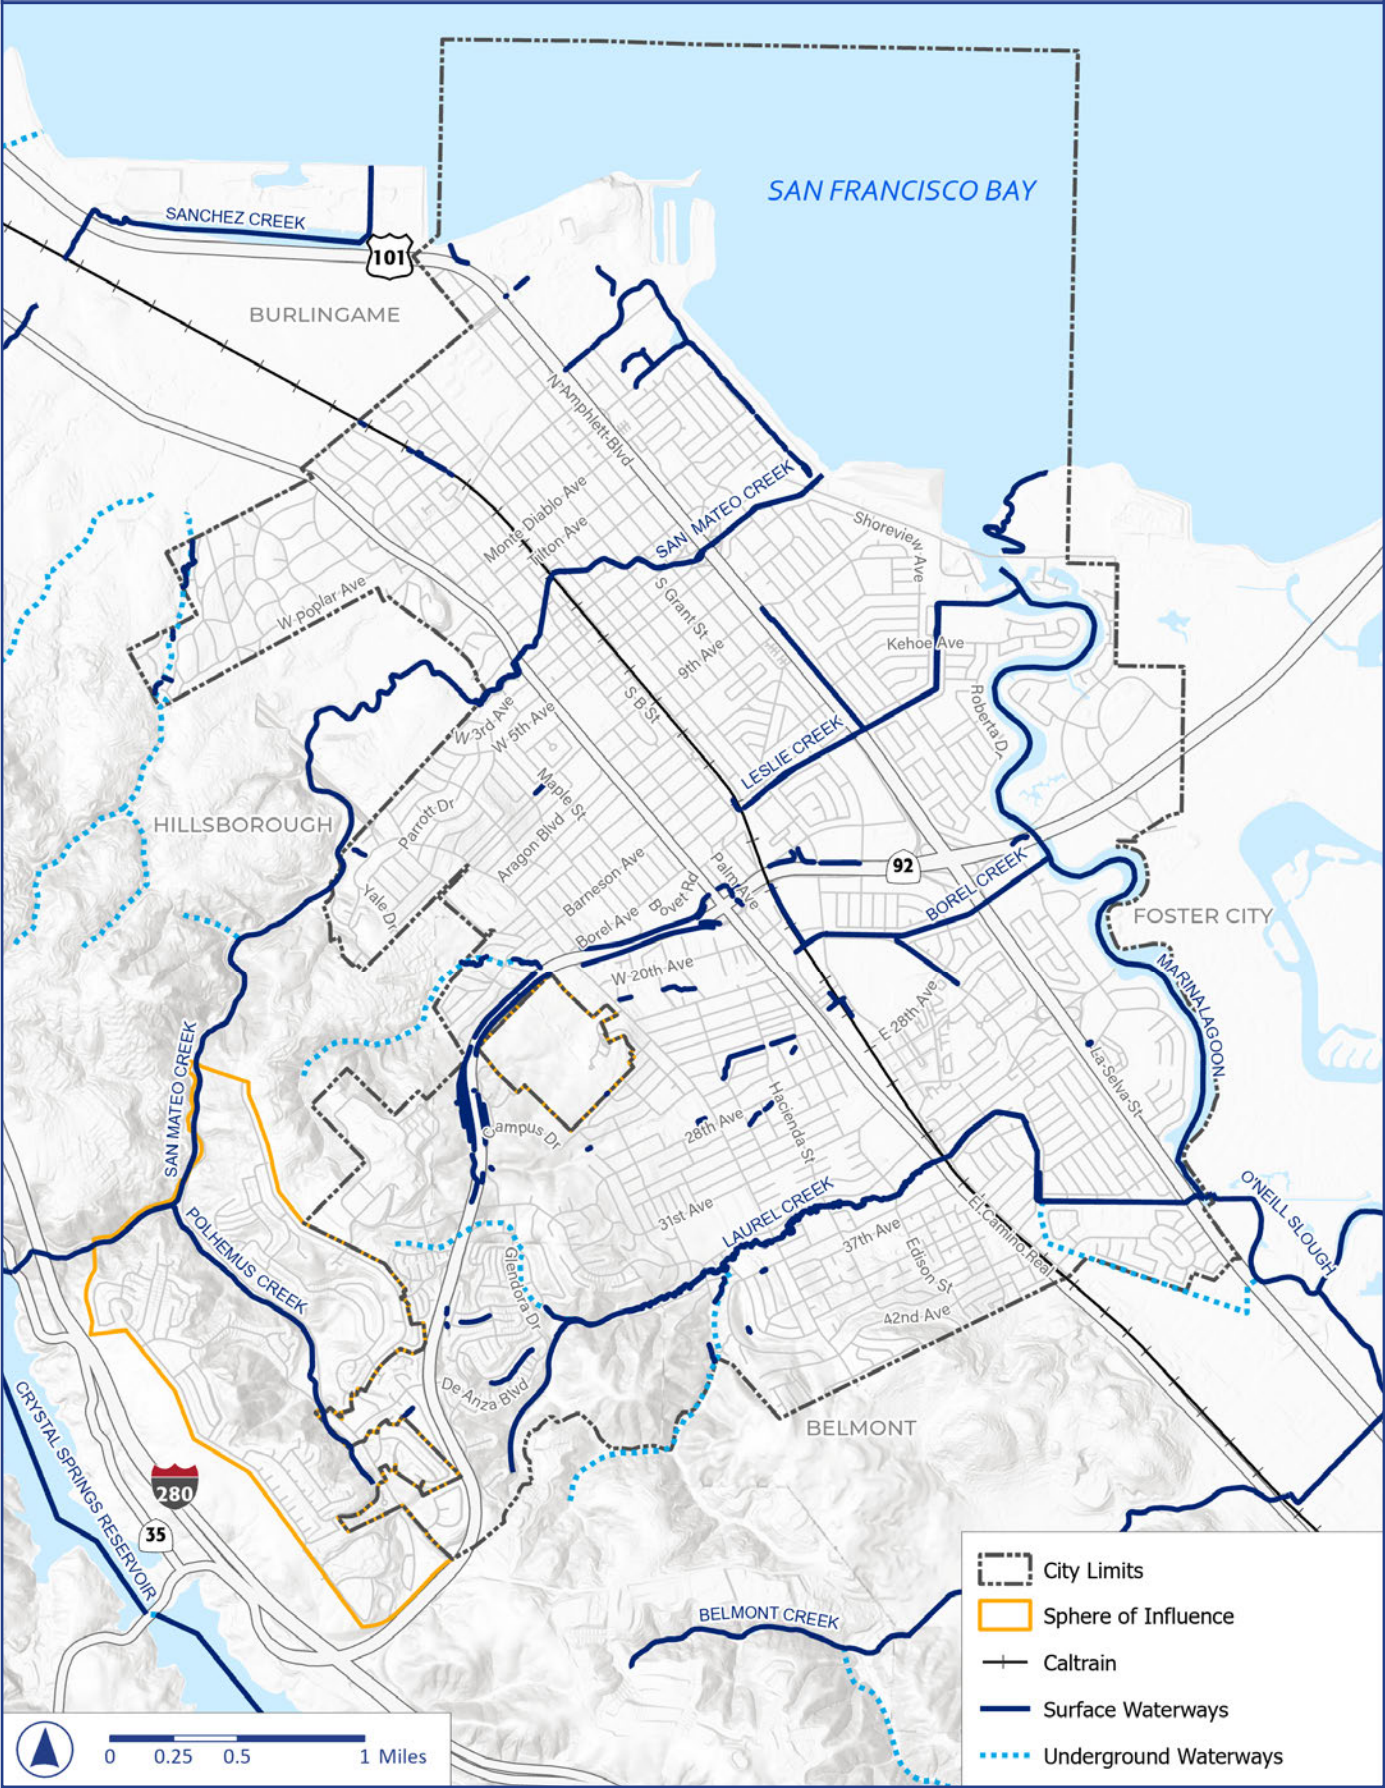 SAN FRANCISCO BAY
SANCHEZ CREEK
101
BURLINGAME
N Amphlett Blvd
SAN MATEO CREEK
Monte Diablo Ave
Tilton Ave
Shoreview Ave
W Poplar Ave
S Grant St
9th Ave
Kehoe Ave
S B St
Roberta Dr
W 3rd Ave
W 5th Ave
LESLIE CREEK
Maple St
HILLSBOROUGH
Parrott Dr
Aragon Blvd
Palm Ave
92
Barneson Ave
Bovet Rd
BOREL CREEK
Yale Dr
Borel Ave
FOSTER CITY
W 20th Ave
MARINA LAGOON
E 28th Ave
SAN MATEO CREEK
La Selva St
Campus Dr
28th Ave
Hacienda St
O'NEILL SLOUGH
LAUREL CREEK
31st Ave
El Camino Real
POLHEMUS CREEK
37th Ave
Edison St
Glendora Dr
42nd Ave
De Anza Blvd
BELMONT
CRYSTAL SPRINGS RESERVOIR
280
35
BELMONT CREEK
City Limits
Sphere of Influence
Caltrain
Surface Waterways
Underground Waterways
0 0.25 0.5 1 Miles